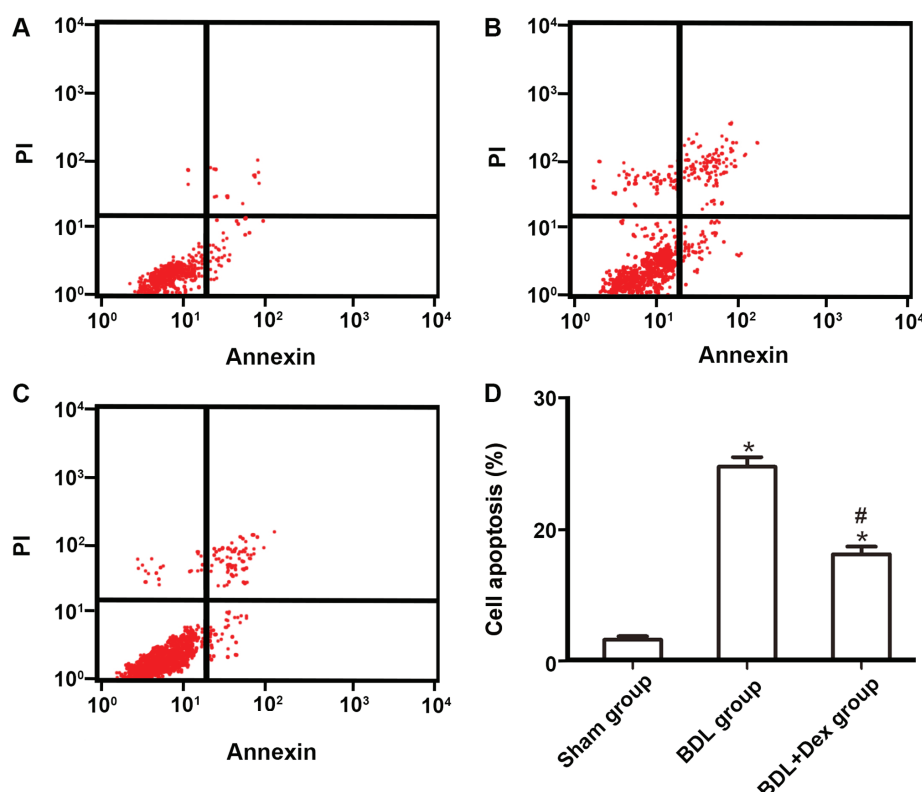 A
10⁴
10³
10²
10¹
10⁰
PI
10⁰ 10¹ 10² 10³ 10⁴
Annexin
B
10⁴
10³
10²
10¹
10⁰
PI
10⁰ 10¹ 10² 10³ 10⁴
Annexin
C
10⁴
10³
10²
10¹
10⁰
PI
10⁰ 10¹ 10² 10³ 10⁴
Annexin
D
30
20
0
Cell apoptosis (%)
*
#
*
Sham group
BDL group
BDL+Dex group